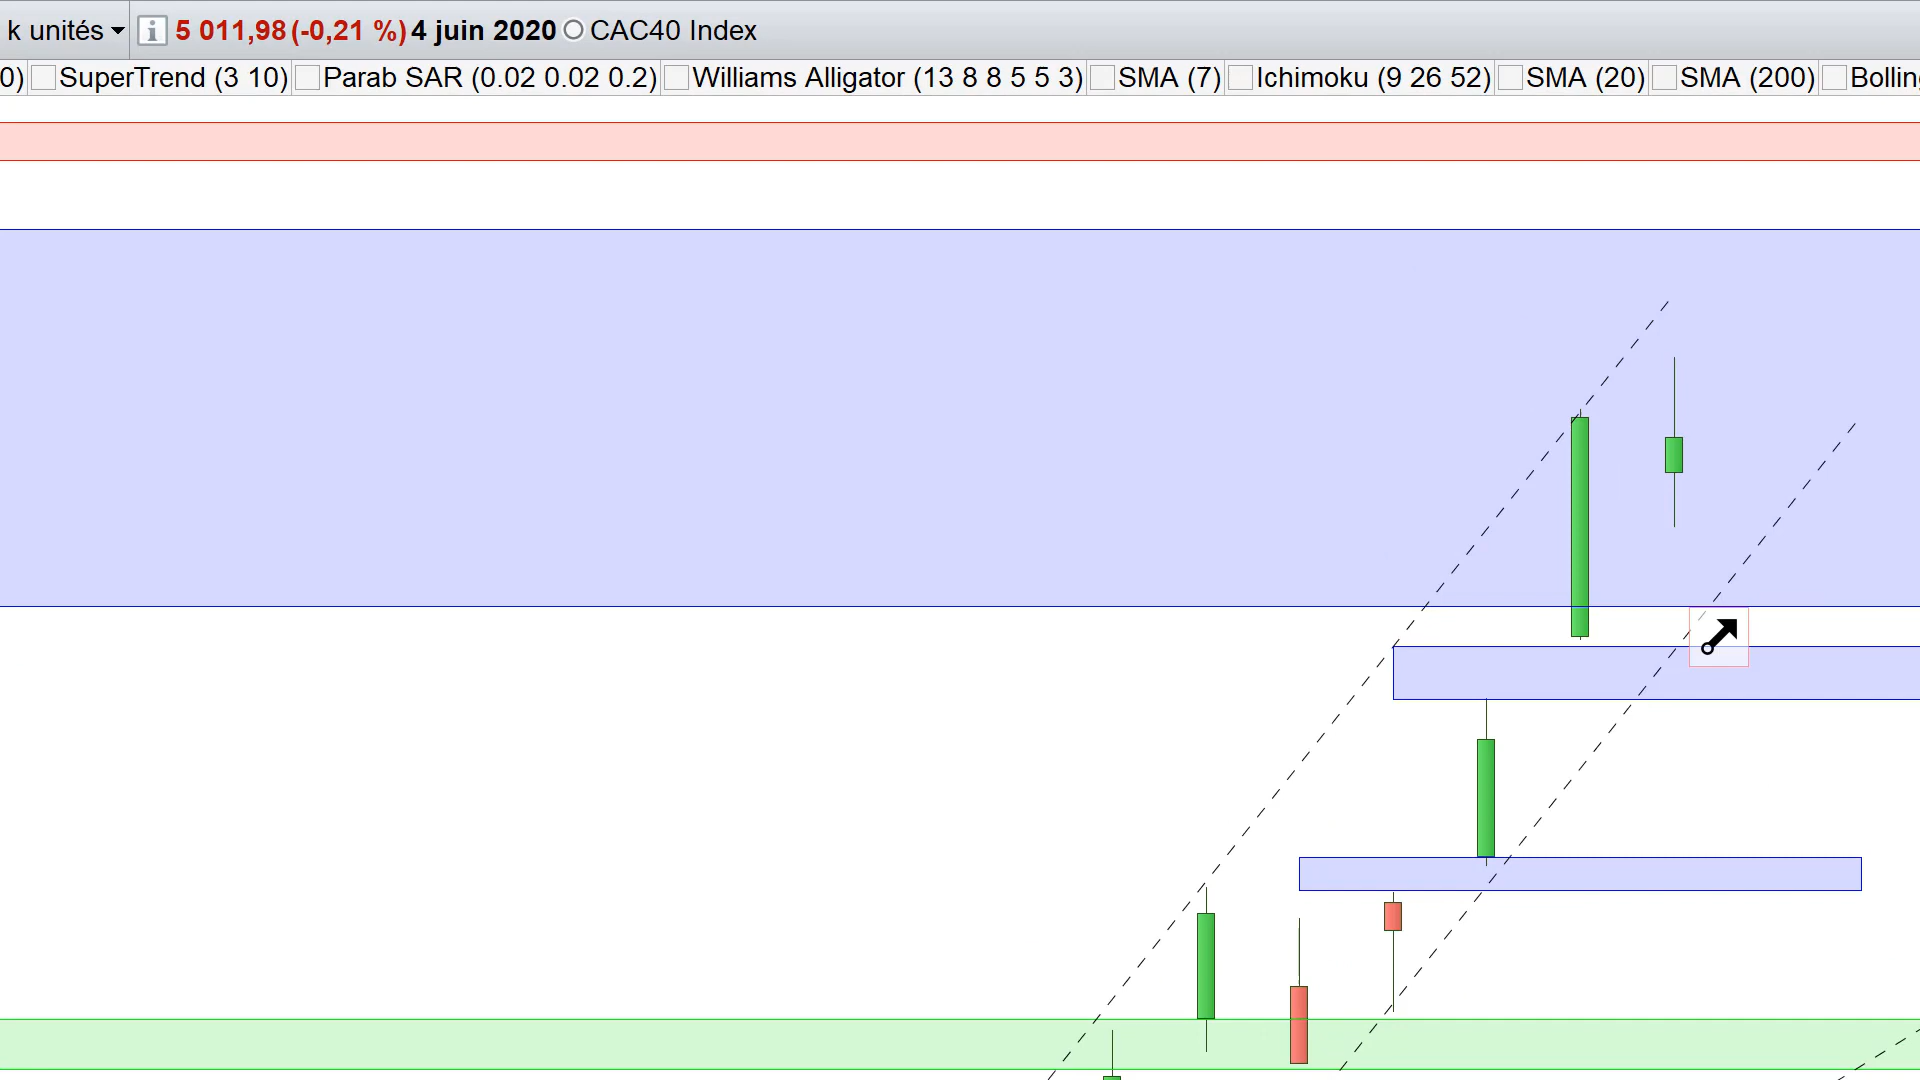 k unités 5 011,98 (-0,21 %) 4 juin 2020 CAC40 Index
0) SuperTrend (3 10) Parab SAR (0.02 0.02 0.2) Williams Alligator (13 8 8 5 5 3) SMA (7) Ichimoku (9 26 52) SMA (20) SMA (200) Bollin